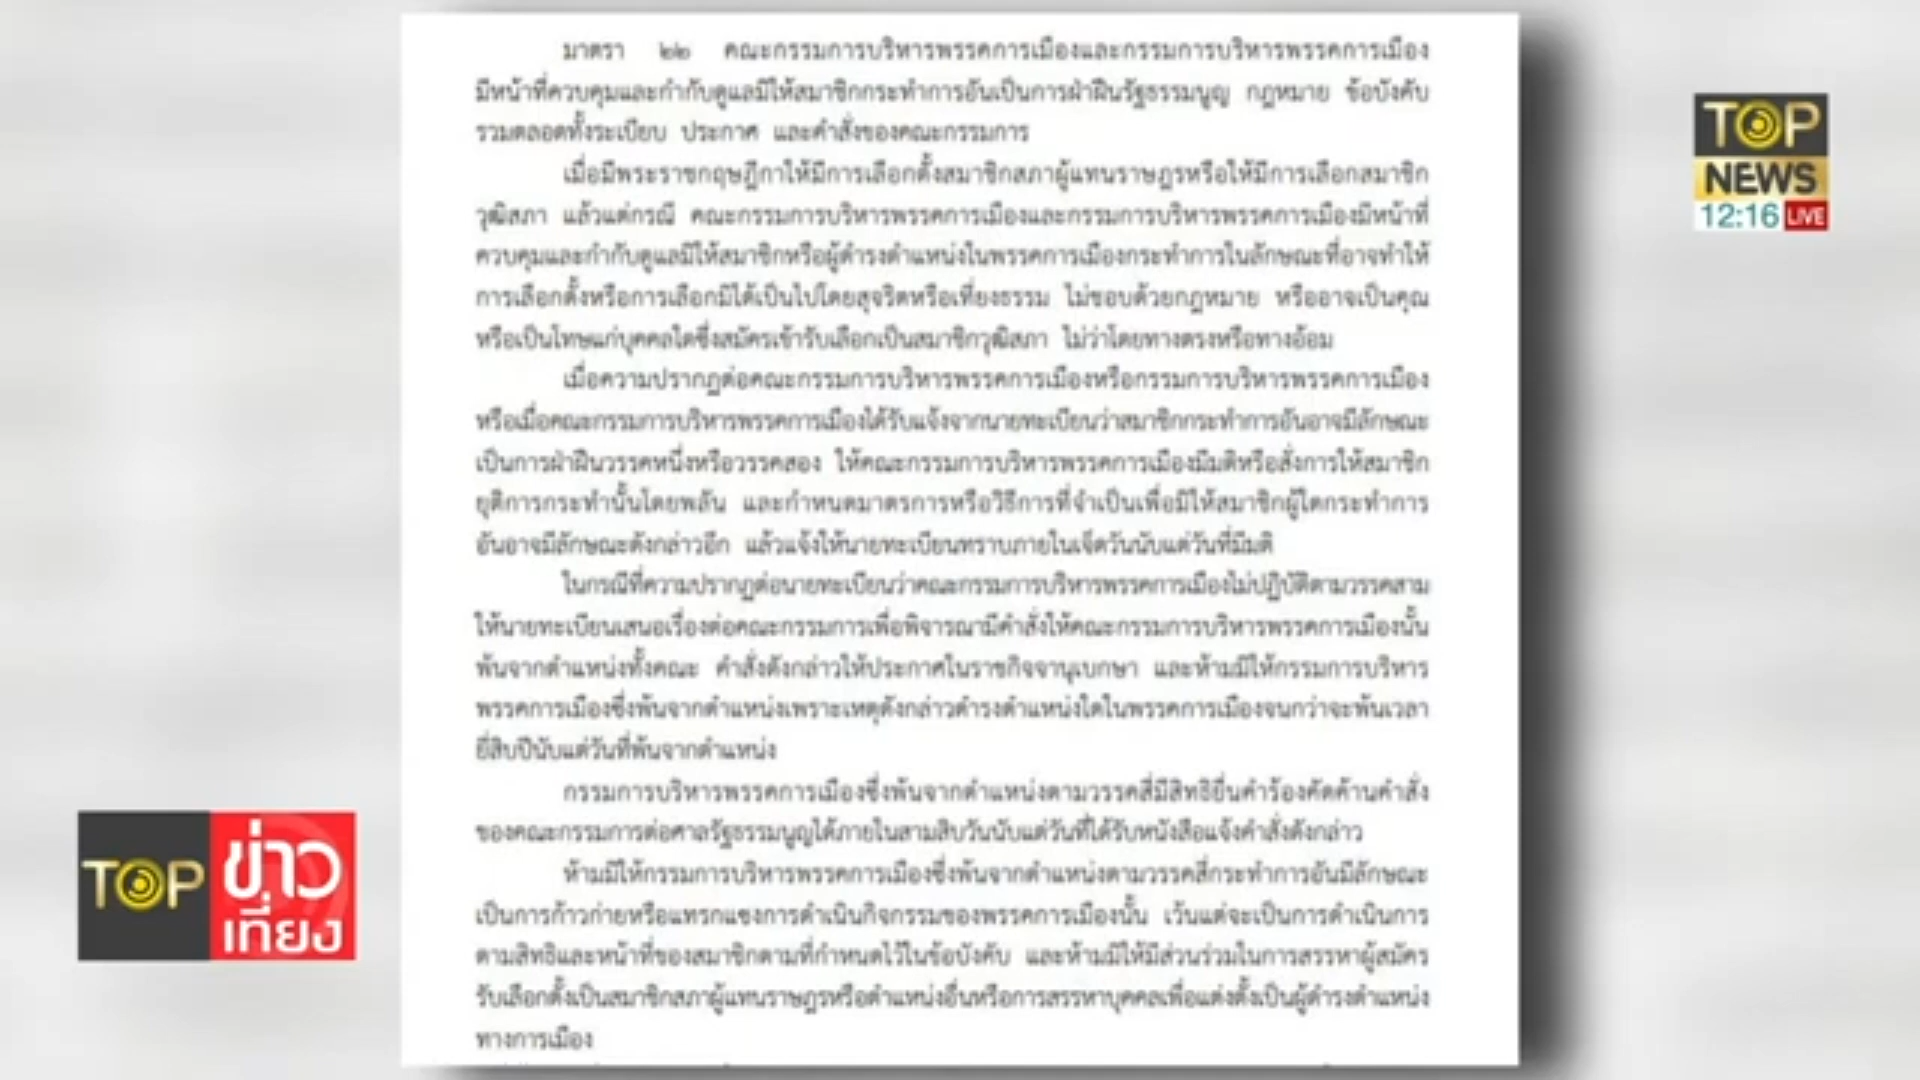 มาตรา ๒๒ คณะกรรมการบริหารพรรคการเมืองและกรรมการบริหารพรรคการเมือง
มีหน้าที่ควบคุมและกำกับดูแลมิให้สมาชิกกระทำการอันเป็นการฝ่าฝืนรัฐธรรมนูญ กฎหมาย ข้อบังคับ
รวมตลอดทั้งระเบียบ ประกาศ และคำสั่งของคณะกรรมการ
เมื่อมีพระราชกฤษฎีกาให้มีการเลือกตั้งสมาชิกสภาผู้แทนราษฎรหรือให้มีการเลือกสมาชิก
วุฒิสภา แล้วแต่กรณี คณะกรรมการบริหารพรรคการเมืองและกรรมการบริหารพรรคการเมืองมีหน้าที่
ควบคุมและกำกับดูแลมิให้สมาชิกหรือผู้ดำรงตำแหน่งในพรรคการเมืองกระทำการในลักษณะที่อาจทำให้
การเลือกตั้งหรือการเลือกมิได้เป็นไปโดยสุจริตหรือเที่ยงธรรม ไม่ชอบด้วยกฎหมาย หรืออาจเป็นคุณ
หรือเป็นโทษแก่บุคคลใดซึ่งสมัครเข้ารับเลือกเป็นสมาชิกวุฒิสภา ไม่ว่าโดยทางตรงหรือทางอ้อม
เมื่อความปรากฏต่อคณะกรรมการบริหารพรรคการเมืองหรือกรรมการบริหารพรรคการเมือง
หรือเมื่อคณะกรรมการบริหารพรรคการเมืองได้รับแจ้งจากนายทะเบียนว่าสมาชิกกระทำการอันอาจมีลักษณะ
เป็นการฝ่าฝืนวรรคหนึ่งหรือวรรคสอง ให้คณะกรรมการบริหารพรรคการเมืองมีมติหรือสั่งการให้สมาชิก
ยุติการกระทำนั้นโดยพลัน และกำหนดมาตรการหรือวิธีการที่จำเป็นเพื่อมิให้สมาชิกผู้ใดกระทำการ
อันอาจมีลักษณะดังกล่าวอีก แล้วแจ้งให้นายทะเบียนทราบภายในเจ็ดวันนับแต่วันที่มีมติ
ในกรณีที่ความปรากฏต่อนายทะเบียนว่าคณะกรรมการบริหารพรรคการเมืองไม่ปฏิบัติตามวรรคสาม
ให้นายทะเบียนเสนอเรื่องต่อคณะกรรมการเพื่อพิจารณามีคำสั่งให้คณะกรรมการบริหารพรรคการเมืองนั้น
พ้นจากตำแหน่งทั้งคณะ คำสั่งดังกล่าวให้ประกาศในราชกิจจานุเบกษา และห้ามมิให้กรรมการบริหาร
พรรคการเมืองซึ่งพ้นจากตำแหน่งเพราะเหตุดังกล่าวดำรงตำแหน่งใดในพรรคการเมืองจนกว่าจะพ้นเวลา
ยี่สิบปีนับแต่วันที่พ้นจากตำแหน่ง
กรรมการบริหารพรรคการเมืองซึ่งพ้นจากตำแหน่งตามวรรคสี่มีสิทธิยื่นคำร้องคัดค้านคำสั่ง
ของคณะกรรมการต่อศาลรัฐธรรมนูญได้ภายในสามสิบวันนับแต่วันที่ได้รับหนังสือแจ้งคำสั่งดังกล่าว
ห้ามมิให้กรรมการบริหารพรรคการเมืองซึ่งพ้นจากตำแหน่งตามวรรคสี่กระทำการอันมีลักษณะ
เป็นการก้าวก่ายหรือแทรกแซงการดำเนินกิจกรรมของพรรคการเมืองนั้น เว้นแต่จะเป็นการดำเนินการ
ตามสิทธิและหน้าที่ของสมาชิกตามที่กำหนดไว้ในข้อบังคับ และห้ามมิให้มีส่วนร่วมในการสรรหาผู้สมัคร
รับเลือกตั้งเป็นสมาชิกสภาผู้แทนราษฎรหรือตำแหน่งอื่นหรือการสรรหาบุคคลเพื่อแต่งตั้งเป็นผู้ดำรงตำแหน่ง
ทางการเมือง
TOP
NEWS
12:16 LIVE
TOP ข่าว
เที่ยง